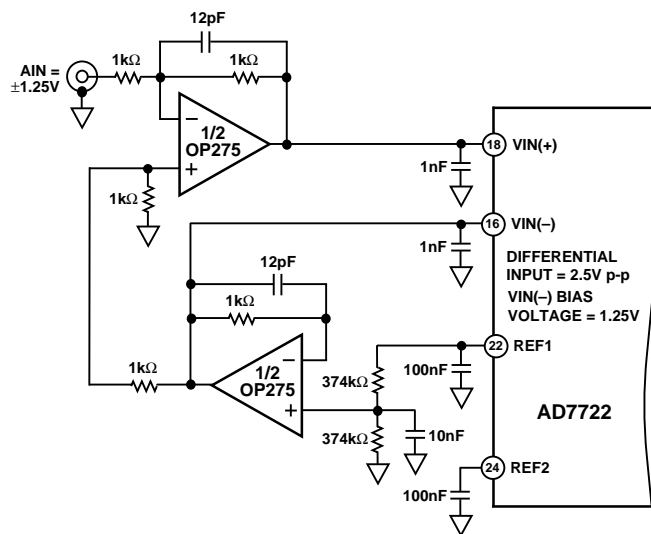 12pF
AIN =
±1.25V
1kΩ
1kΩ
1/2
OP275
–
+
18 VIN(+)
1nF
1kΩ
16 VIN(–)
1nF
12pF
DIFFERENTIAL
INPUT = 2.5V p-p
VIN(–) BIAS
VOLTAGE = 1.25V
1kΩ
1kΩ
1/2
OP275
–
+
22 REF1
374kΩ
100nF
AD7722
374kΩ
10nF
24 REF2
100nF